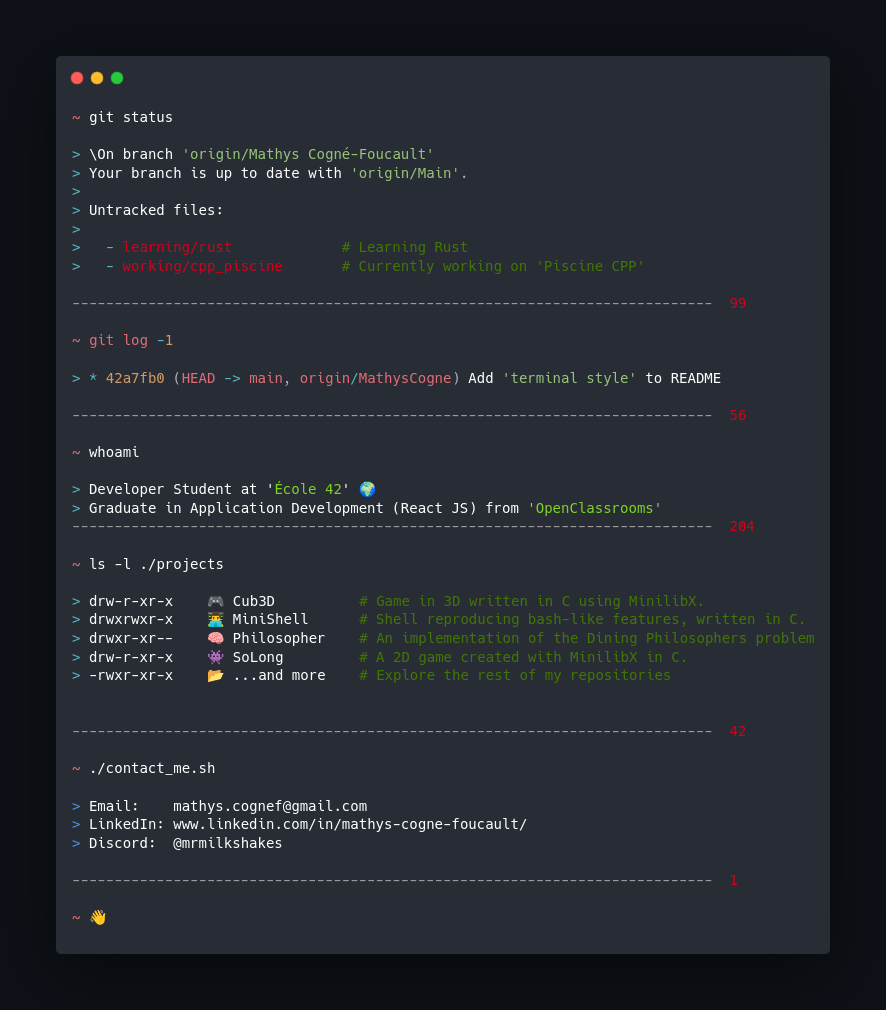 ~ git status
> \On branch 'origin/Mathys Cogné-Foucault'
> Your branch is up to date with 'origin/Main'.
>
> Untracked files:
>
>   - learning/rust             # Learning Rust
>   - working/cpp_piscine       # Currently working on 'Piscine CPP'
----------------------------------------------------------------------------  99
~ git log -1
> * 42a7fb0 (HEAD -> main, origin/MathysCogne) Add 'terminal style' to README
----------------------------------------------------------------------------  56
~ whoami
> Developer Student at 'École 42' 🌍
> Graduate in Application Development (React JS) from 'OpenClassrooms'
----------------------------------------------------------------------------  204
~ ls -l ./projects
> drw-r-xr-x    🎮 Cub3D          # Game in 3D written in C using MinilibX.
> drwxrwxr-x    👨‍💻 MiniShell      # Shell reproducing bash-like features, written in C.
> drwxr-xr--    🧠 Philosopher    # An implementation of the Dining Philosophers problem
> drw-r-xr-x    👾 SoLong         # A 2D game created with MinilibX in C.
> -rwxr-xr-x    📂 ...and more    # Explore the rest of my repositories
----------------------------------------------------------------------------  42
~ ./contact_me.sh
> Email:    mathys.cognef@gmail.com
> LinkedIn: www.linkedin.com/in/mathys-cogne-foucault/
> Discord:  @mrmilkshakes
----------------------------------------------------------------------------  1
~ 👋